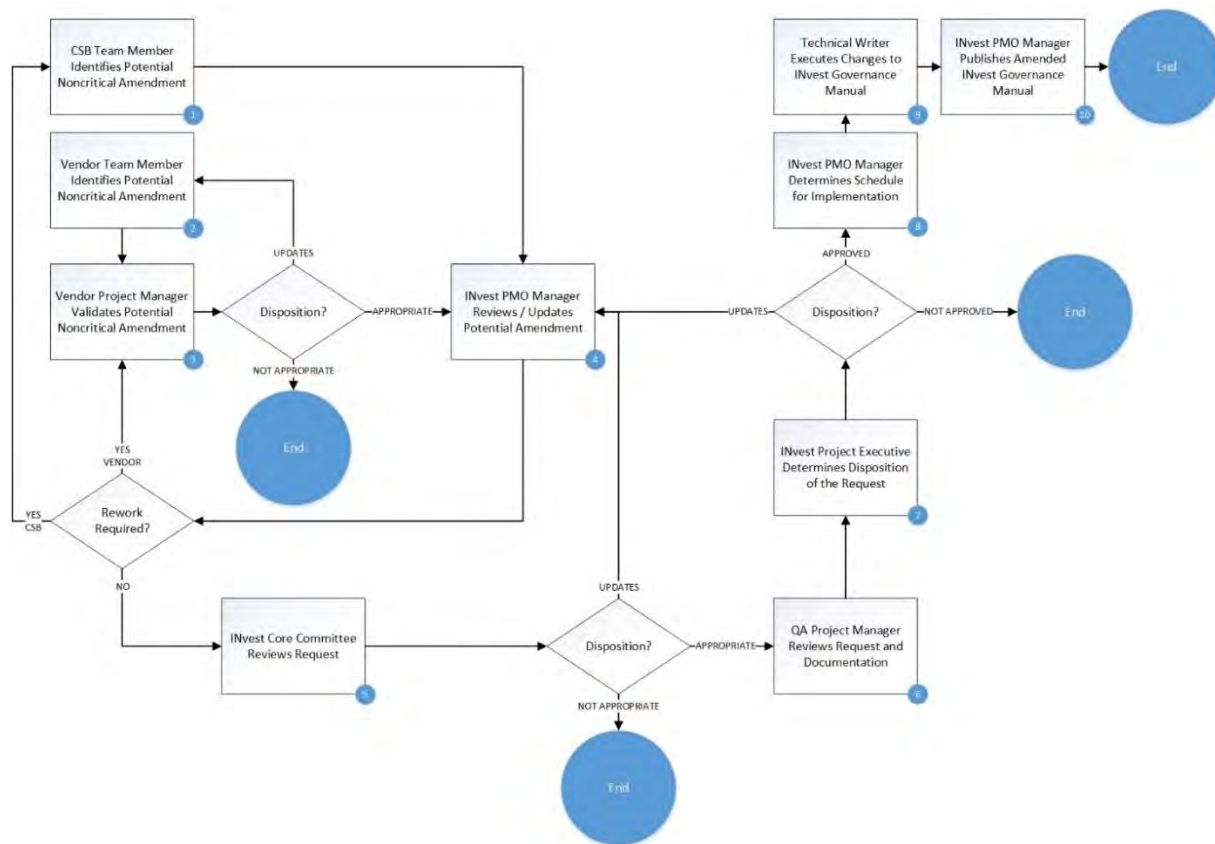 CSB Team Member
Identifies Potential
Noncritical Amendment
1
Vendor Team Member
Identifies Potential
Noncritical Amendment
2
UPDATES
Vendor Project Manager
Validates Potential
Noncritical Amendment
3
Disposition?
APPROPRIATE
NOT APPROPRIATE
End
INvest PMO Manager
Reviews / Updates
Potential Amendment
4
YES
VENDOR
YES
CSB
Rework
Required?
NO
INvest Core Committee
Reviews Request
5
UPDATES
Disposition?
APPROPRIATE
NOT APPROPRIATE
End
QA Project Manager
Reviews Request and
Documentation
6
INvest Project Executive
Determines Disposition
of the Request
7
UPDATES
Disposition?
NOT APPROVED
End
APPROVED
INvest PMO Manager
Determines Schedule
for Implementation
8
Technical Writer
Executes Changes to
INvest Governance
Manual
9
INvest PMO Manager
Publishes Amended
INvest Governance
Manual
10
End